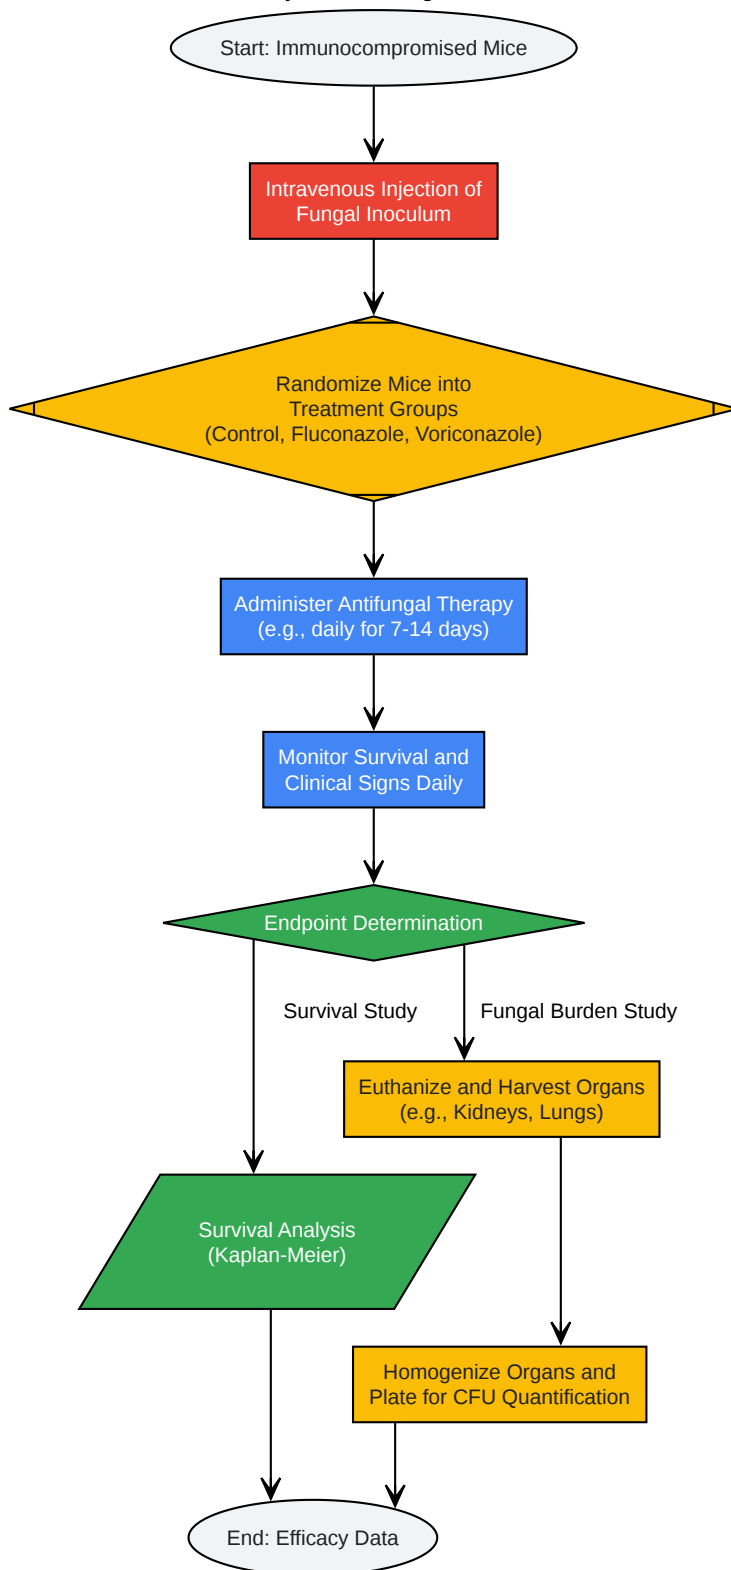 Start: Immunocompromised Mice
Intravenous Injection of
Fungal Inoculum
Randomize Mice into
Treatment Groups
(Control, Fluconazole, Voriconazole)
Administer Antifungal Therapy
(e.g., daily for 7-14 days)
Monitor Survival and
Clinical Signs Daily
Endpoint Determination
Survival Study
Fungal Burden Study
Euthanize and Harvest Organs
(e.g., Kidneys, Lungs)
Survival Analysis
(Kaplan-Meier)
Homogenize Organs and
Plate for CFU Quantification
End: Efficacy Data